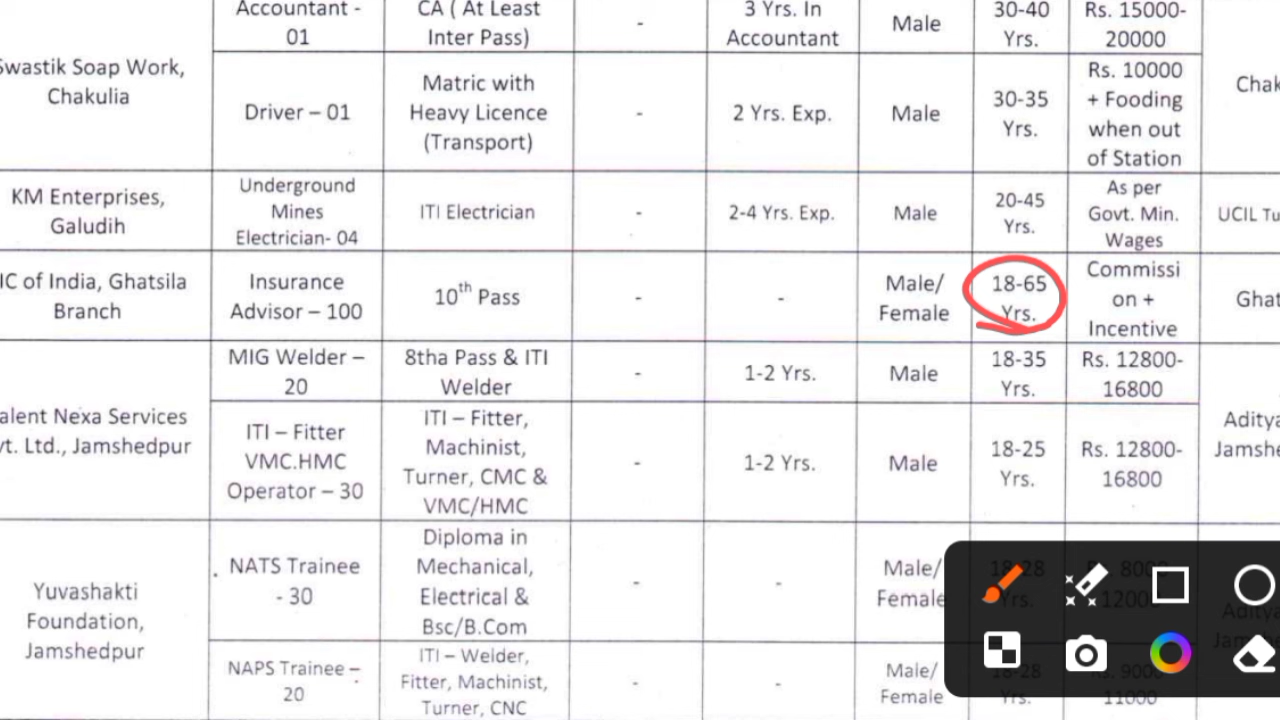 Accountant -
01
CA ( At Least
Inter Pass)
-
3 Yrs. In
Accountant
Male
30-40
Yrs.
Rs. 15000-
20000
Swastik Soap Work,
Chakulia
Driver – 01
Matric with
Heavy Licence
(Transport)
-
2 Yrs. Exp.
Male
30-35
Yrs.
Rs. 10000
+ Fooding
when out
of Station
Chak
KM Enterprises,
Galudih
Underground
Mines
Electrician- 04
ITI Electrician
-
2-4 Yrs. Exp.
Male
20-45
Yrs.
As per
Govt. Min.
Wages
UCIL Tu
IC of India, Ghatsila
Branch
Insurance
Advisor – 100
10th Pass
-
-
Male/
Female
18-65
Yrs.
Commissi
on +
Incentive
Ghat
alent Nexa Services
vt. Ltd., Jamshedpur
MIG Welder –
20
8tha Pass & ITI
Welder
-
1-2 Yrs.
Male
18-35
Yrs.
Rs. 12800-
16800
ITI – Fitter
VMC.HMC
Operator – 30
ITI – Fitter,
Machinist,
Turner, CMC &
VMC/HMC
-
1-2 Yrs.
Male
18-25
Yrs.
Rs. 12800-
16800
Aditya
Jamshe
Yuvashakti
Foundation,
Jamshedpur
NATS Trainee
- 30
Diploma in
Mechanical,
Electrical &
Bsc/B.Com
-
-
Male/
Female
18-28
Yrs.
8000
1200
NAPS Trainee –
20
ITI – Welder,
Fitter, Machinist,
Turner, CNC
-
-
Male/
Female
18-28
Yrs.
Rs. 9000
11000